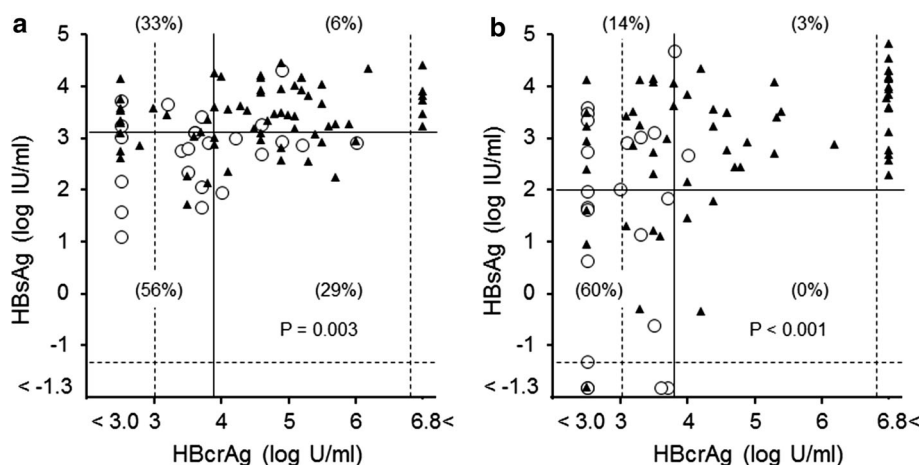 a
(33%) (6%)
5
4
3
2
1
0
-1
< -1.3
HBsAg (log IU/ml)
(56%) (29%)
P = 0.003
< 3.0 3 4 5 6 6.8<
HBcrAg (log U/ml)
b
(14%) (3%)
5
4
3
2
1
0
-1
< -1.3
HBsAg (log IU/ml)
(60%) (0%)
P < 0.001
< 3.0 3 4 5 6 6.8<
HBcrAg (log U/ml)